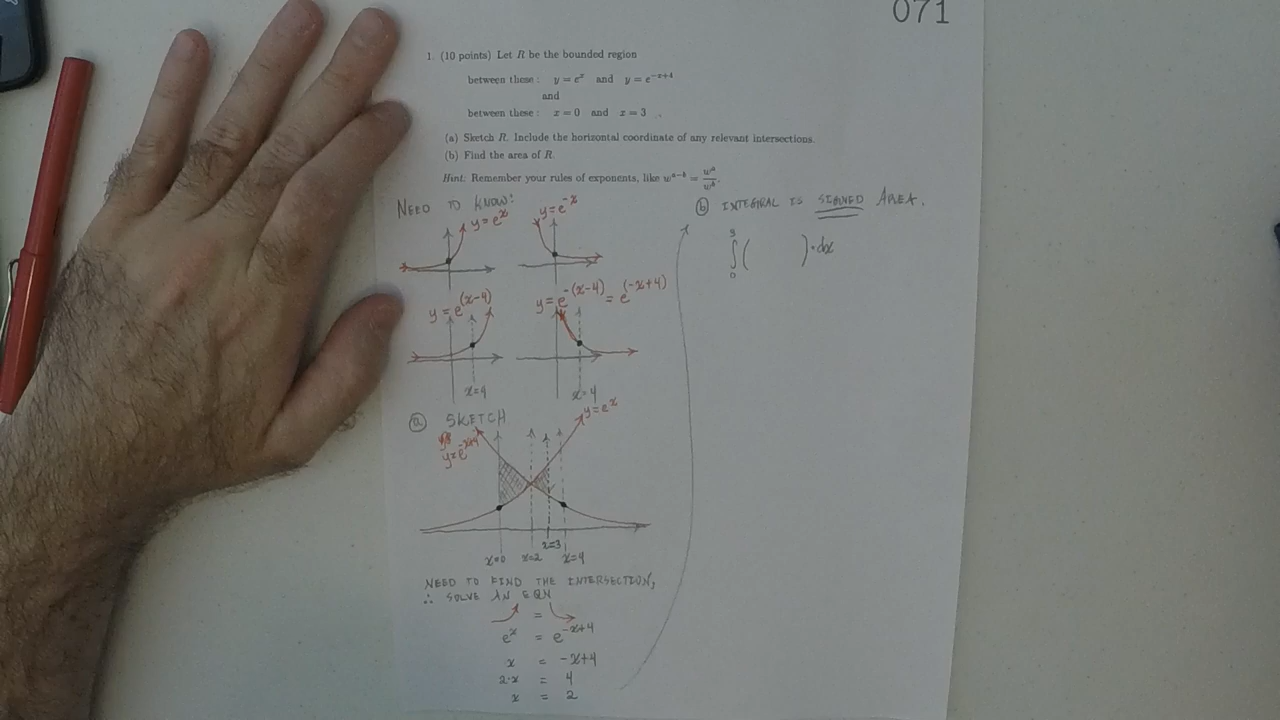 071
1. (10 points) Let R be the bounded region
between these : y = e^x and y = e^{-x+4}
and
between these : x = 0 and x = 3 .
(a) Sketch R. Include the horizontal coordinate of any relevant intersections.
(b) Find the area of R.
Hint: Remember your rules of exponents, like w^{a-b} = w^a/w^b.
NEED TO KNOW:
y=e^x
y=e^{-x}
y=e^{(x-4)}
y=e^{-(x-4)} = e^{(-x+4)}
x=4
x=4
ⓐ SKETCH
y=e^x
y=e^{-x+4}
x=0 x=2 x=3 x=4
NEED TO FIND THE INTERSECTION,
∴ SOLVE AN EQN
=
e^x = e^{-x+4}
x = -x+4
2·x = 4
x = 2
ⓑ INTEGRAL IS SIGNED AREA.
∫_0^3 ( )·dx